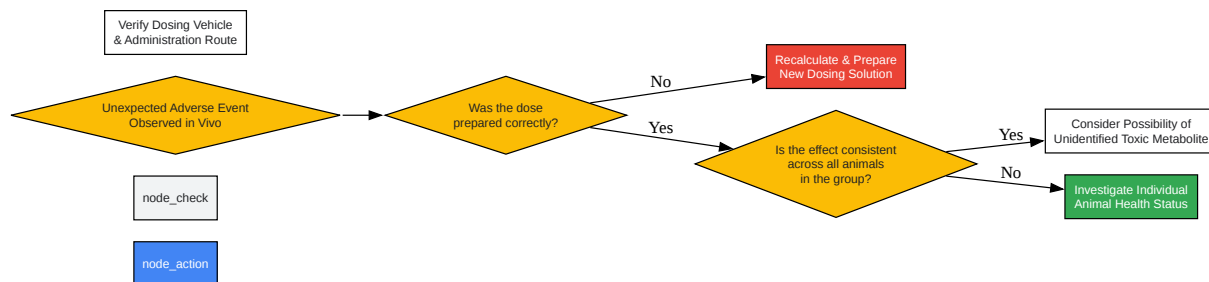 Verify Dosing Vehicle
& Administration Route
Unexpected Adverse Event
Observed in Vivo
node_check
node_action
Was the dose
prepared correctly?
No
Yes
Recalculate & Prepare
New Dosing Solution
Is the effect consistent
across all animals
in the group?
Yes
No
Consider Possibility of
Unidentified Toxic Metabolite
Investigate Individual
Animal Health Status